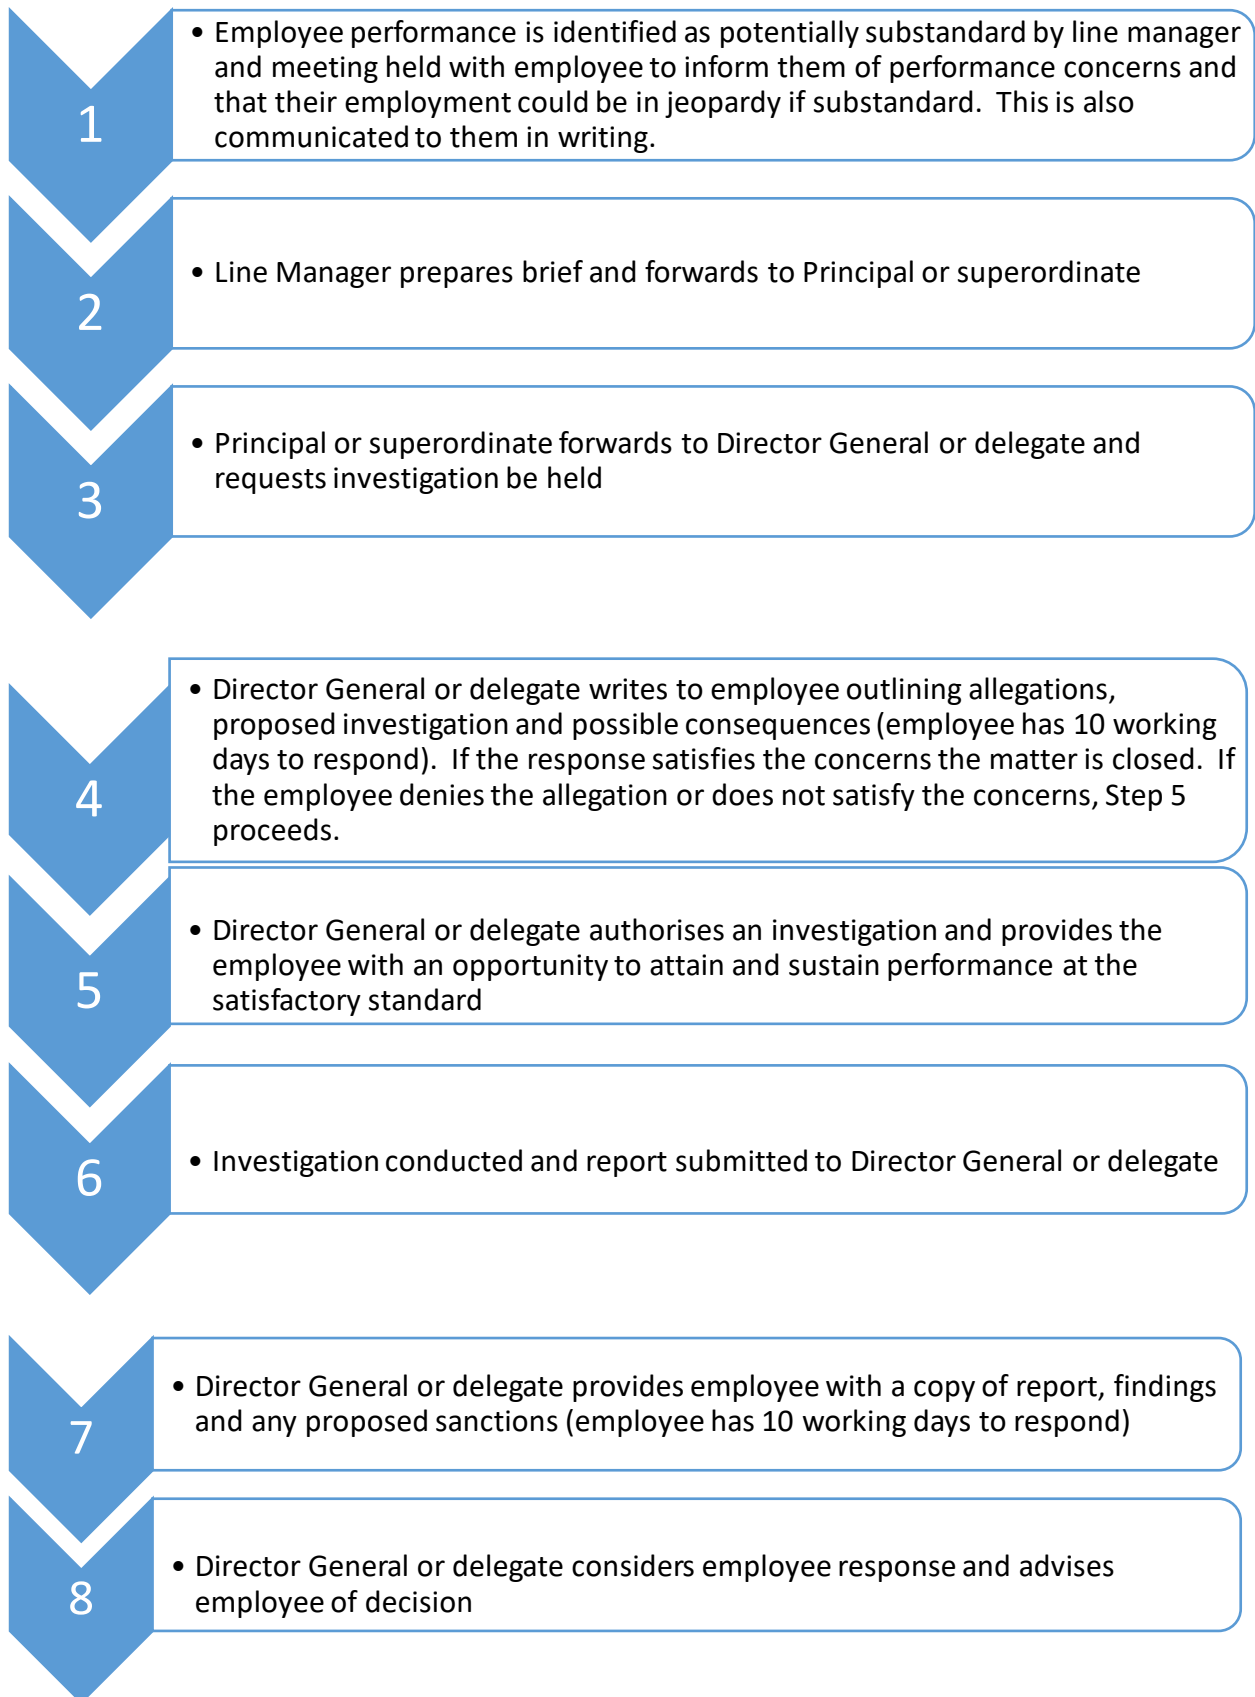 1
• Employee performance is identified as potentially substandard by line manager
and meeting held with employee to inform them of performance concerns and
that their employment could be in jeopardy if substandard.  This is also
communicated to them in writing.
2
• Line Manager prepares brief and forwards to Principal or superordinate
3
• Principal or superordinate forwards to Director General or delegate and
requests investigation be held
4
• Director General or delegate writes to employee outlining allegations,
proposed investigation and possible consequences (employee has 10 working
days to respond).  If the response satisfies the concerns the matter is closed.  If
the employee denies the allegation or does not satisfy the concerns, Step 5
proceeds.
5
• Director General or delegate authorises an investigation and provides the
employee with an opportunity to attain and sustain performance at the
satisfactory standard
6
• Investigation conducted and report submitted to Director General or delegate
7
• Director General or delegate provides employee with a copy of report, findings
and any proposed sanctions (employee has 10 working days to respond)
8
• Director General or delegate considers employee response and advises
employee of decision